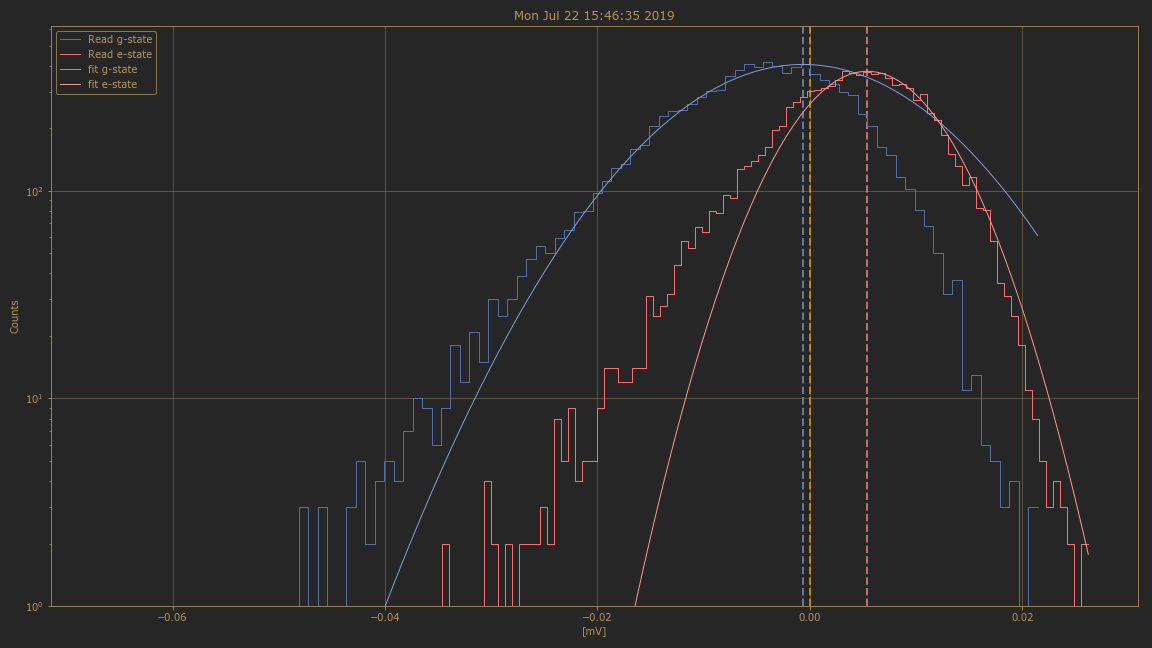 Mon Jul 22 15:46:35 2019
Read g-state
Read e-state
fit g-state
fit e-state
Counts
10²
10¹
10⁰
−0.06 −0.04 −0.02 0.00 0.02
[mV]